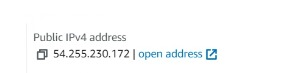 Public IPv4 address
54.255.230.172 | open address